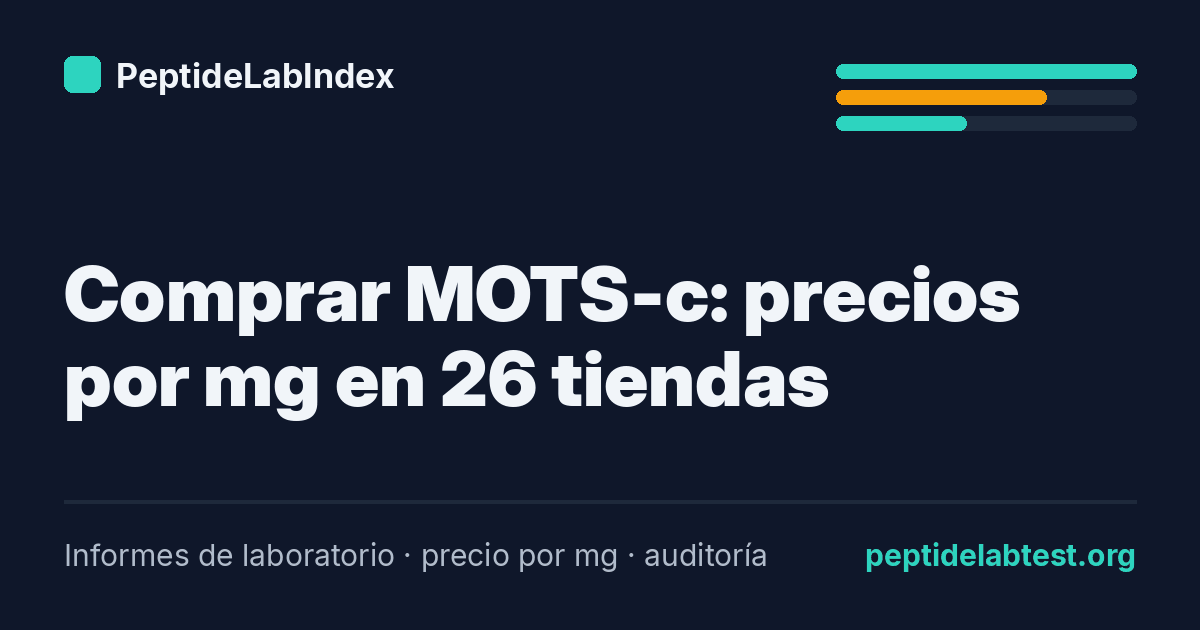 PeptideLabIndex
Comprar MOTS-c: precios
por mg en 26 tiendas
Informes de laboratorio · precio por mg · auditoría
peptidelabtest.org